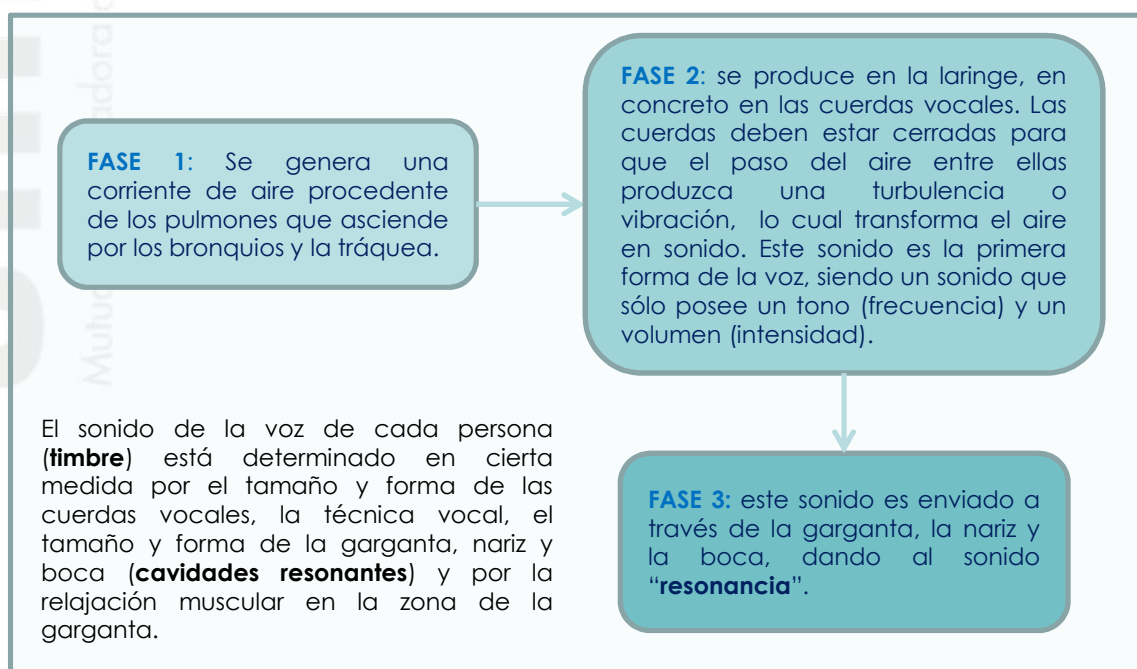 FASE 1: Se genera una
corriente de aire procedente
de los pulmones que asciende
por los bronquios y la tráquea.
FASE 2: se produce en la laringe, en
concreto en las cuerdas vocales. Las
cuerdas deben estar cerradas para
que el paso del aire entre ellas
produzca una turbulencia o
vibración, lo cual transforma el aire
en sonido. Este sonido es la primera
forma de la voz, siendo un sonido que
sólo posee un tono (frecuencia) y un
volumen (intensidad).
FASE 3: este sonido es enviado a
través de la garganta, la nariz y
la boca, dando al sonido
“resonancia”.
El sonido de la voz de cada persona
(timbre) está determinado en cierta
medida por el tamaño y forma de las
cuerdas vocales, la técnica vocal, el
tamaño y forma de la garganta, nariz y
boca (cavidades resonantes) y por la
relajación muscular en la zona de la
garganta.